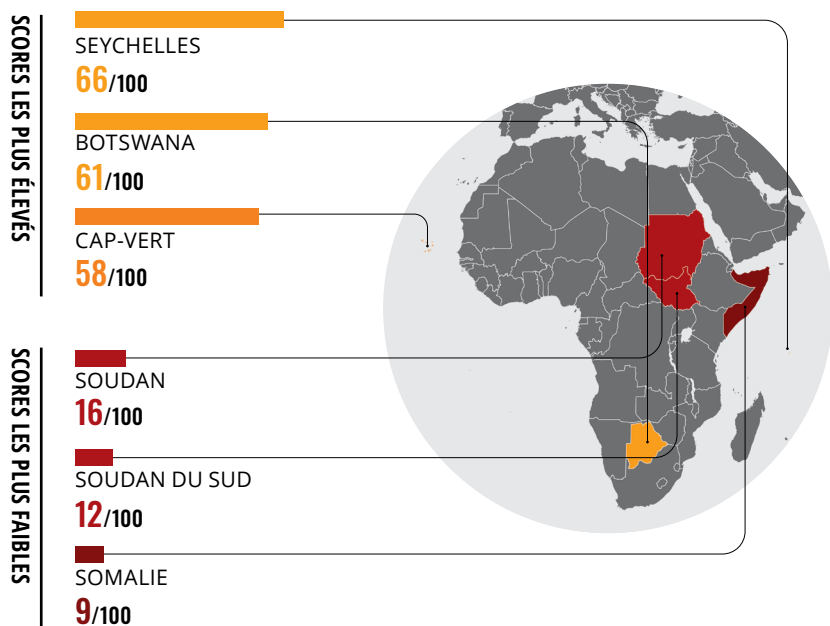 SCORES LES PLUS ÉLEVÉS
SEYCHELLES
66/100
BOTSWANA
61/100
CAP-VERT
58/100
SCORES LES PLUS FAIBLES
SOUDAN
16/100
SOUDAN DU SUD
12/100
SOMALIE
9/100